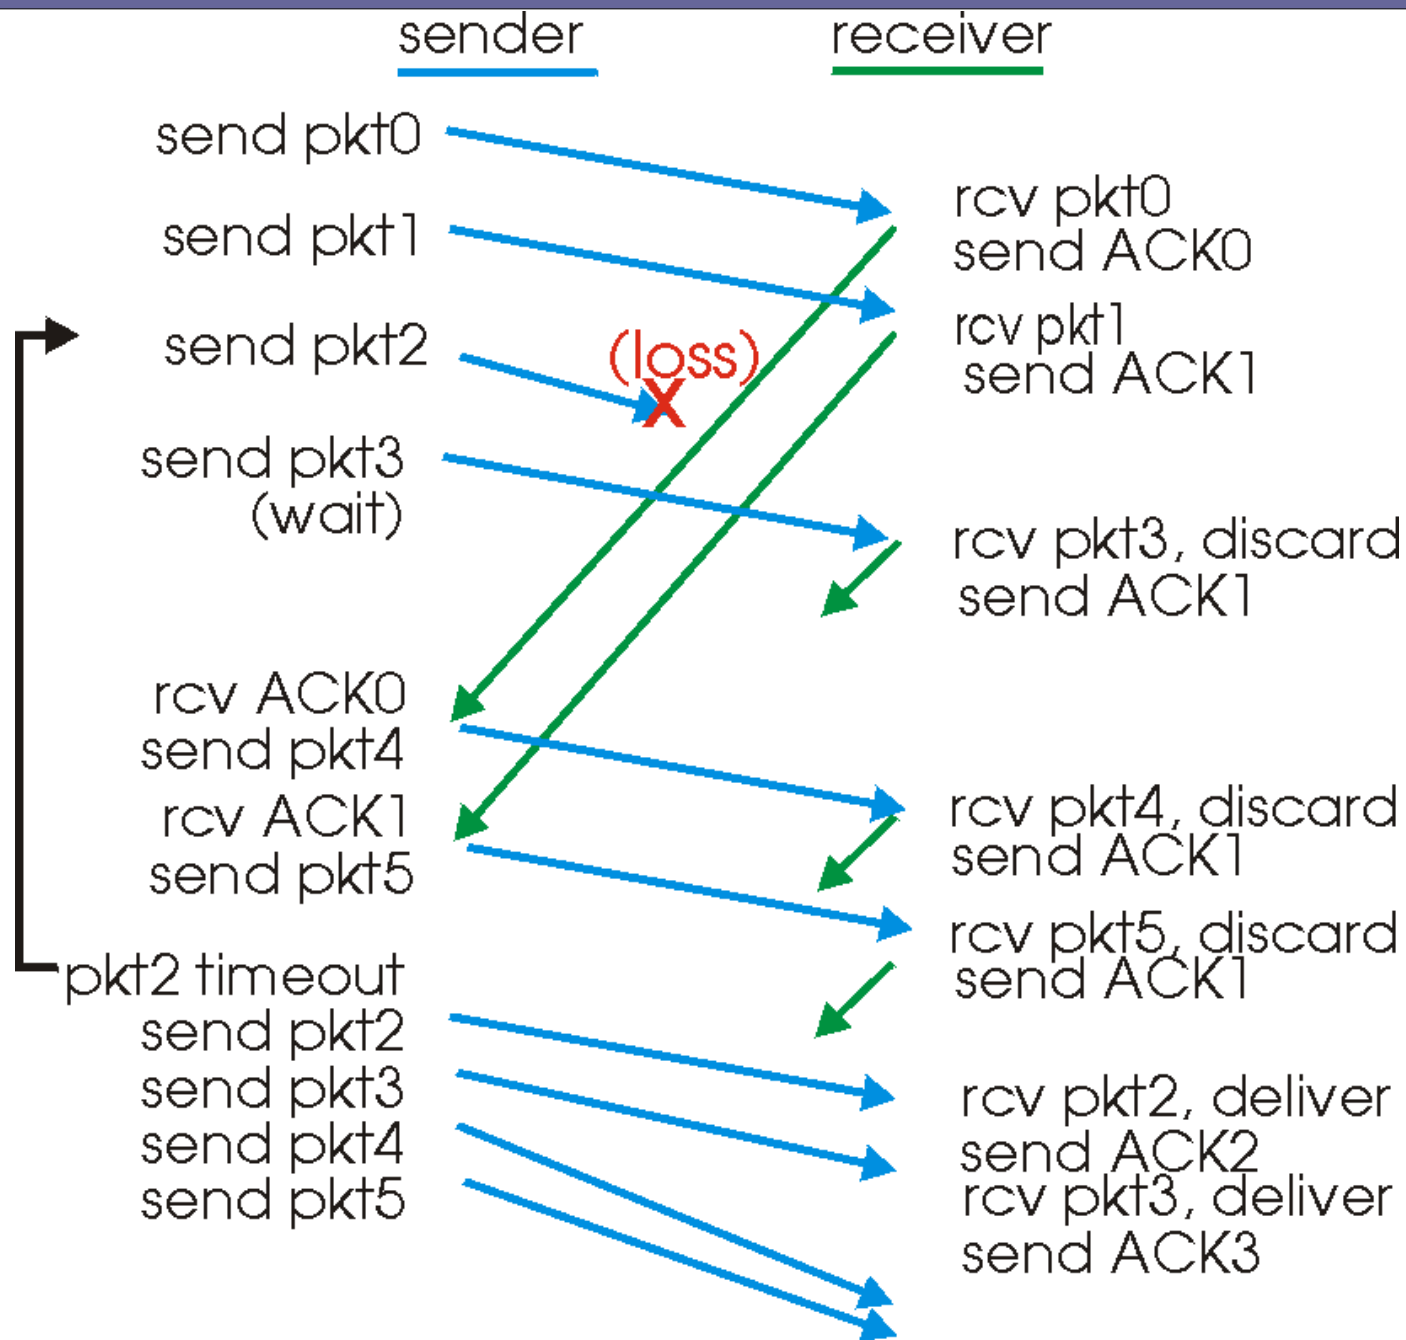 sender
receiver
send pkt0
send pkt1
send pkt2
send pkt3
(wait)
(loss)
X
rcv ACK0
send pkt4
rcv ACK1
send pkt5
pkt2 timeout
send pkt2
send pkt3
send pkt4
send pkt5
rcv pkt0
send ACK0
rcv pkt1
send ACK1
rcv pkt3, discard
send ACK1
rcv pkt4, discard
send ACK1
rcv pkt5, discard
send ACK1
rcv pkt2, deliver
send ACK2
rcv pkt3, deliver
send ACK3